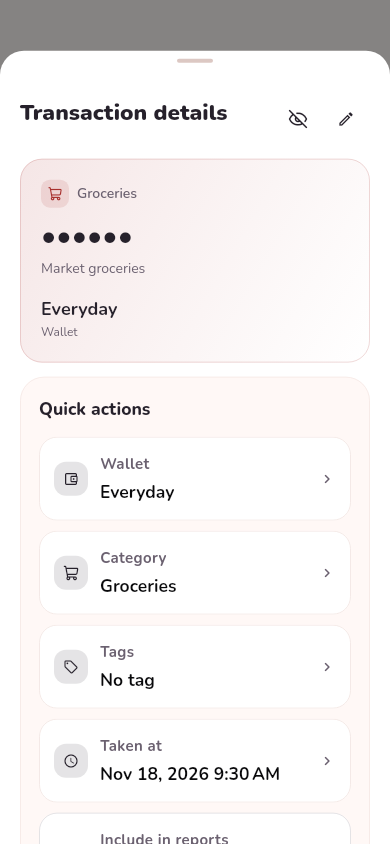 Transaction details
Groceries
●●●●●●
Market groceries
Everyday
Wallet
Quick actions
Wallet
Everyday
Category
Groceries
Tags
No tag
Taken at
Nov 18, 2026 9:30 AM
Include in reports